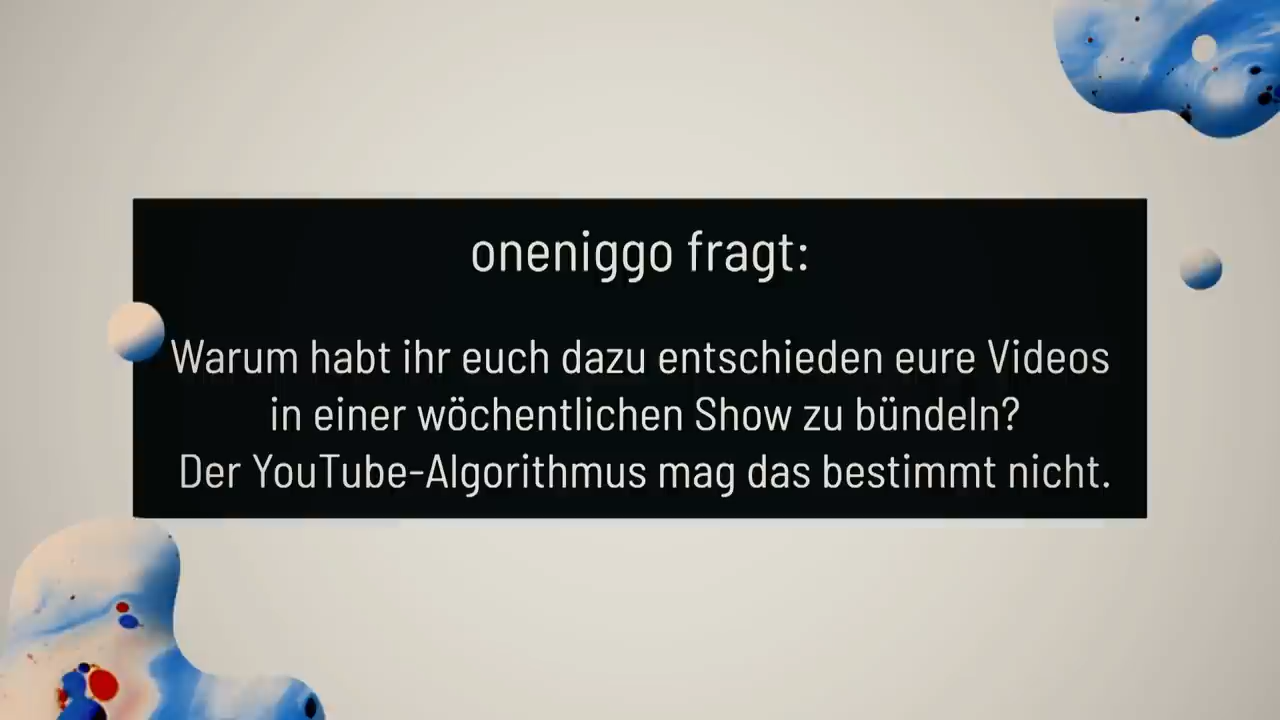 oneniggo fragt:
Warum habt ihr euch dazu entschieden eure Videos
in einer wöchentlichen Show zu bündeln?
Der YouTube-Algorithmus mag das bestimmt nicht.